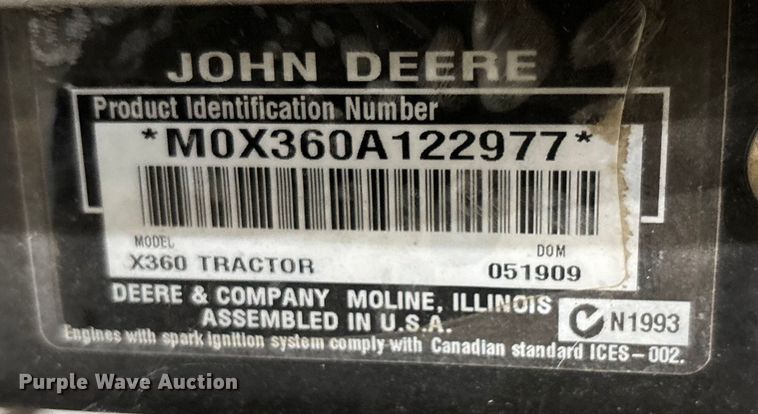 JOHN DEERE
Product Identification Number
*M0X360A122977*
MODEL
X360 TRACTOR
DOM
051909
DEERE & COMPANY MOLINE, ILLINOIS
ASSEMBLED IN U.S.A.
N1993
Engines with spark ignition system comply with Canadian standard ICES-002.
Purple Wave Auction